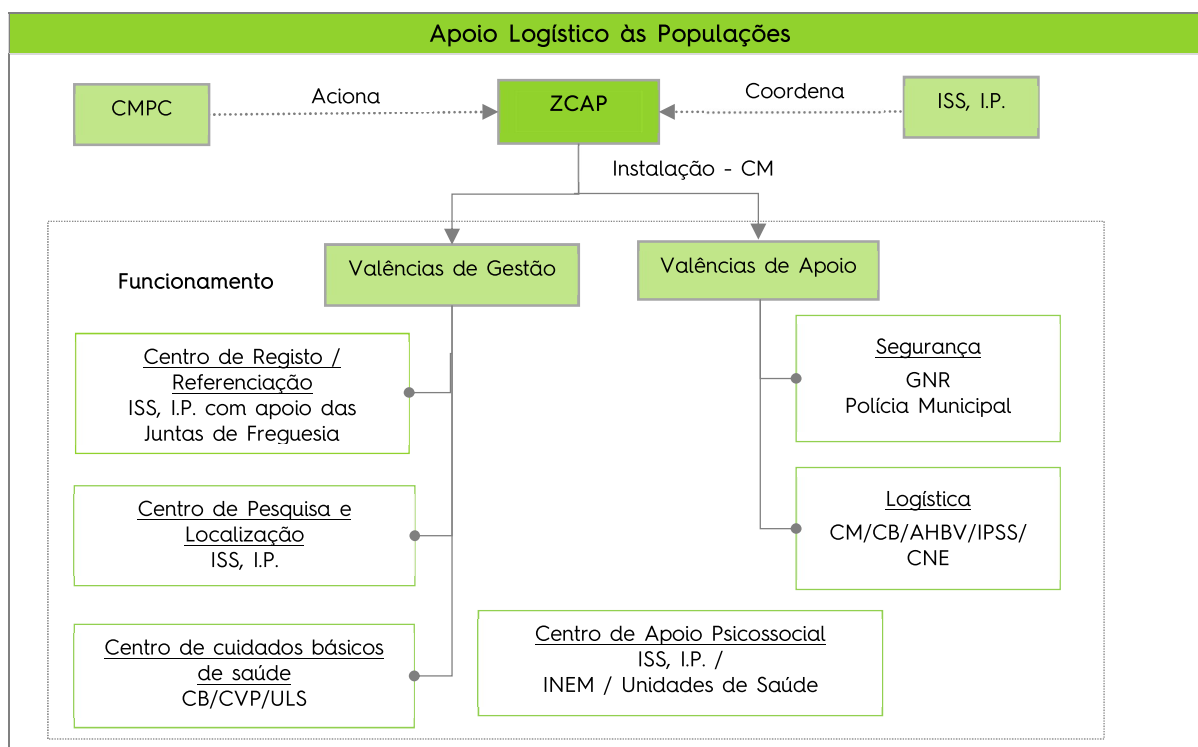 Apoio Logístico às Populações
CMPC
Aciona
ZCAP
Coordena
ISS, I.P.
Instalação - CM
Funcionamento
Valências de Gestão
Valências de Apoio
Centro de Registo /
Referenciação
ISS, I.P. com apoio das
Juntas de Freguesia
Segurança
GNR
Polícia Municipal
Centro de Pesquisa e
Localização
ISS, I.P.
Logística
CM/CB/AHBV/IPSS/
CNE
Centro de cuidados básicos
de saúde
CB/CVP/ULS
Centro de Apoio Psicossocial
ISS, I.P. /
INEM / Unidades de Saúde